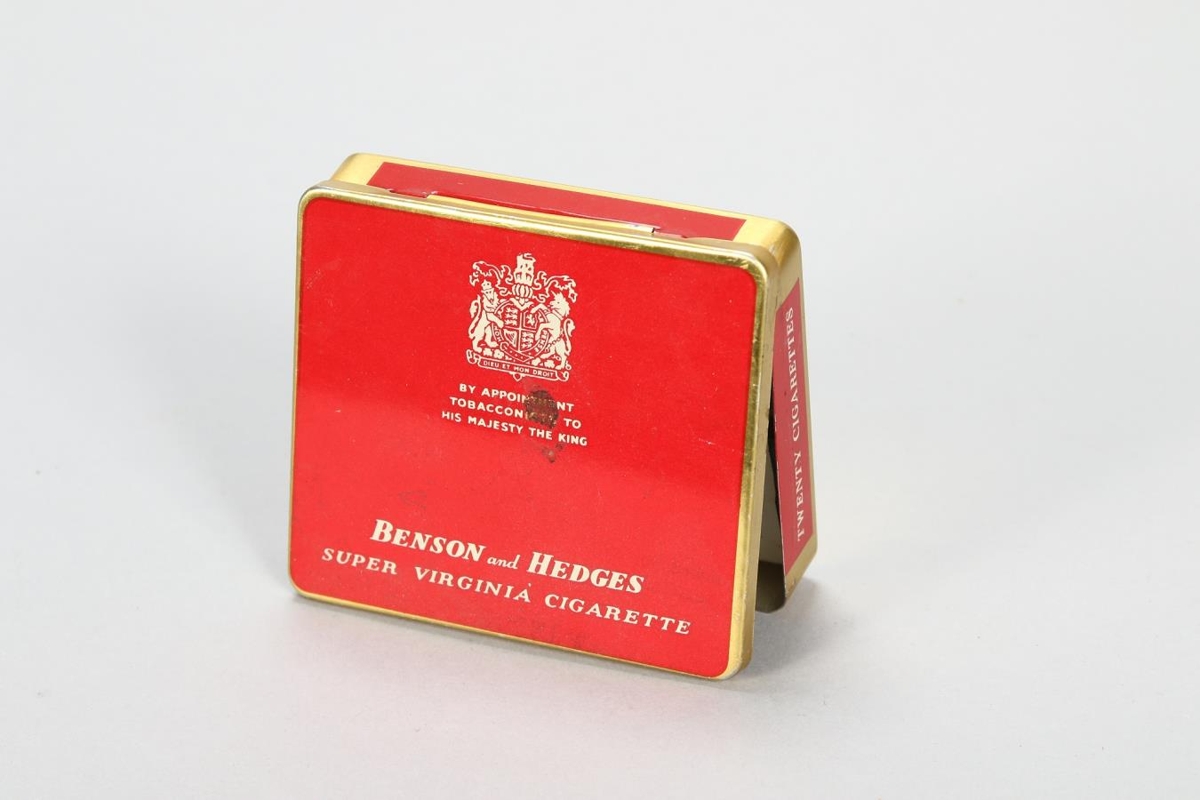 DIEU ET MON DROIT
BY APPOINTMENT
TOBACCONISTS TO
HIS MAJESTY THE KING
BENSON and HEDGES
SUPER VIRGINIA CIGARETTE
TWENTY CIGARETTES